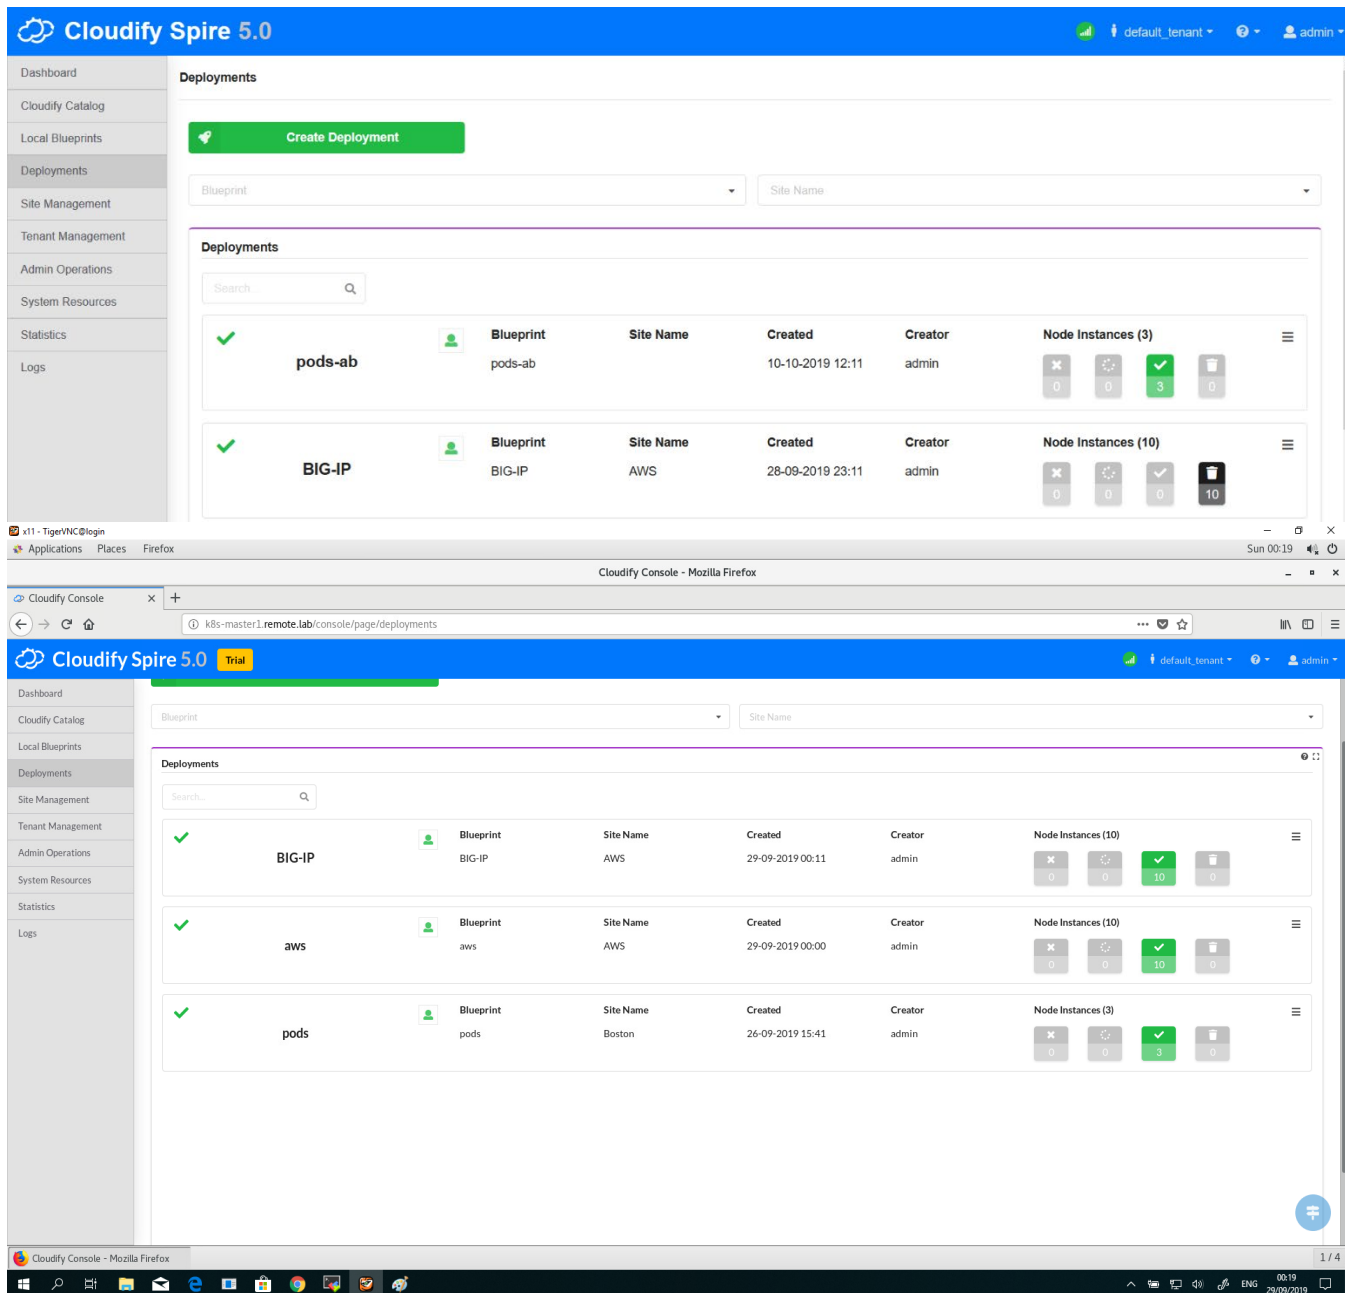 Cloudify Spire 5.0
default_tenant
admin
Dashboard
Cloudify Catalog
Local Blueprints
Deployments
Site Management
Tenant Management
Admin Operations
System Resources
Statistics
Logs
Deployments
Create Deployment
Blueprint
Site Name
Deployments
Search ...
pods-ab
Blueprint Site Name Created Creator Node Instances (3)
pods-ab 10-10-2019 12:11 admin
0 0 3 0
BIG-IP
Blueprint Site Name Created Creator Node Instances (10)
BIG-IP AWS 28-09-2019 23:11 admin
0 0 0 10
x11 - TigerVNC@login
Applications Places Firefox Sun 00:19
Cloudify Console - Mozilla Firefox
Cloudify Console
k8s-master1.remote.lab/console/page/deployments
Cloudify Spire 5.0 Trial
default_tenant
admin
Dashboard
Cloudify Catalog
Local Blueprints
Deployments
Site Management
Tenant Management
Admin Operations
System Resources
Statistics
Logs
Blueprint
Site Name
Deployments
Search...
BIG-IP
Blueprint Site Name Created Creator Node Instances (10)
BIG-IP AWS 29-09-2019 00:11 admin
0 0 10 0
aws
Blueprint Site Name Created Creator Node Instances (10)
aws AWS 29-09-2019 00:00 admin
0 0 10 0
pods
Blueprint Site Name Created Creator Node Instances (3)
pods Boston 26-09-2019 15:41 admin
0 0 3 0
Cloudify Console - Mozilla Firefox
1 / 4
ENG
00:19
29/09/2019